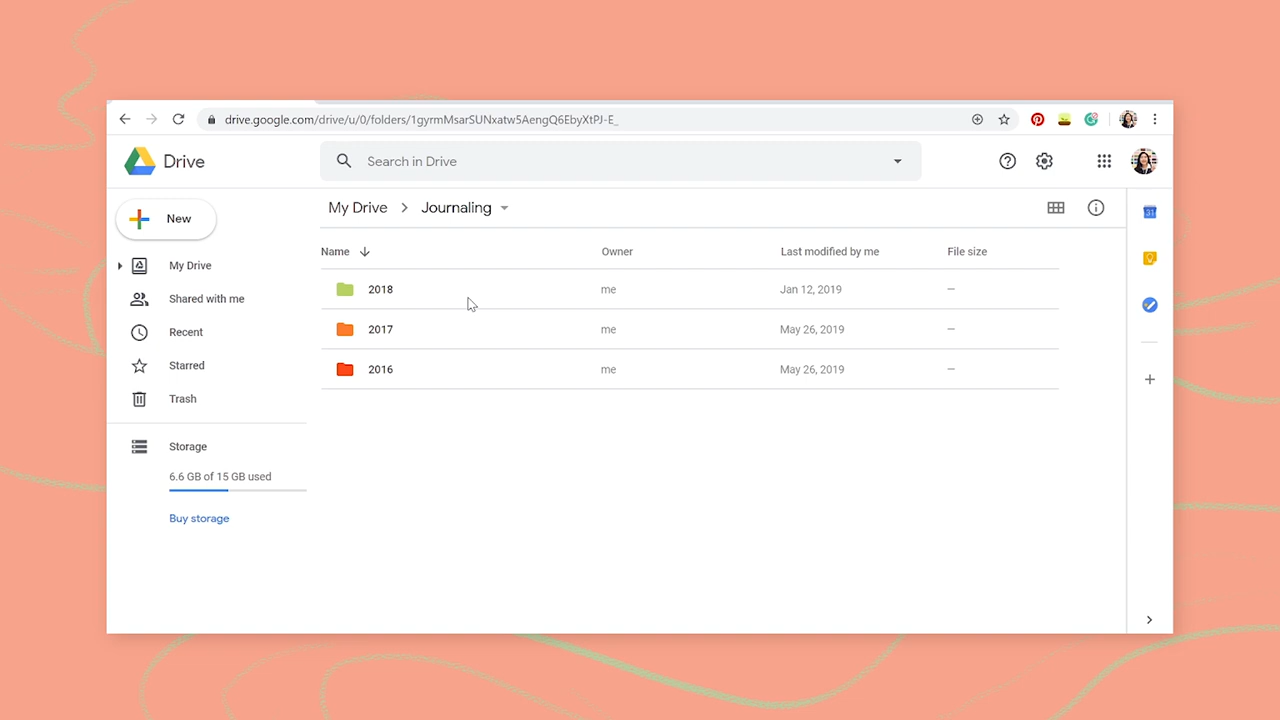 drive.google.com/drive/u/0/folders/1gyrmMsarSUNxatw5AengQ6EbyXtPJ-E_
Drive
Search in Drive
New
My Drive
Shared with me
Recent
Starred
Trash
Storage
6.6 GB of 15 GB used
Buy storage
My Drive > Journaling
Name Owner Last modified by me File size
2018 me Jan 12, 2019 –
2017 me May 26, 2019 –
2016 me May 26, 2019 –
31